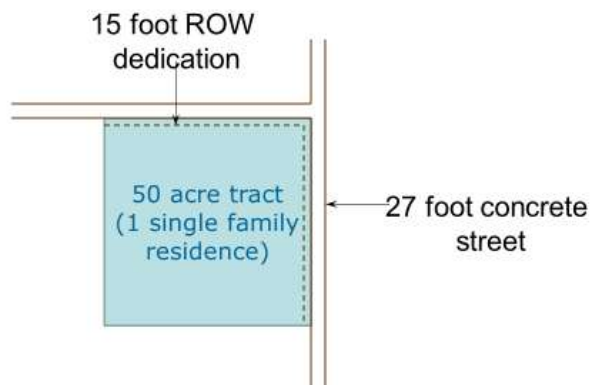 15 foot ROW
dedication
50 acre tract
(1 single family
residence)
27 foot concrete
street